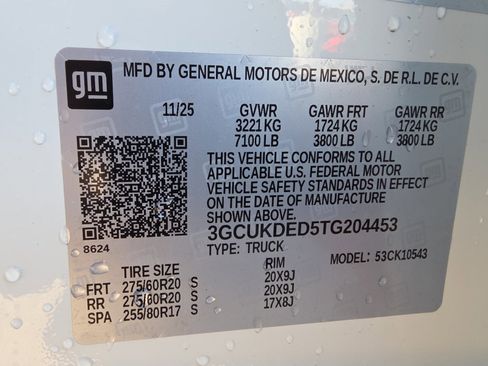 gm
MFD BY GENERAL MOTORS DE MEXICO, S. DE R.L. DE C.V.
11/25 GVWR GAWR FRT GAWR RR
3221 KG 1724 KG 1724 KG
7100 LB 3800 LB 3800 LB
THIS VEHICLE CONFORMS TO ALL
APPLICABLE U.S. FEDERAL MOTOR
VEHICLE SAFETY STANDARDS IN EFFECT
ON THE DATE OF MANUFACTURE
SHOWN ABOVE.
8624
3GCUKDED5TG204453
TYPE: TRUCK MODEL: 53CK10543
TIRE SIZE RIM
FRT 275/60R20 S 20X9J
RR 275/60R20 S 20X9J
SPA 255/80R17 S 17X8J